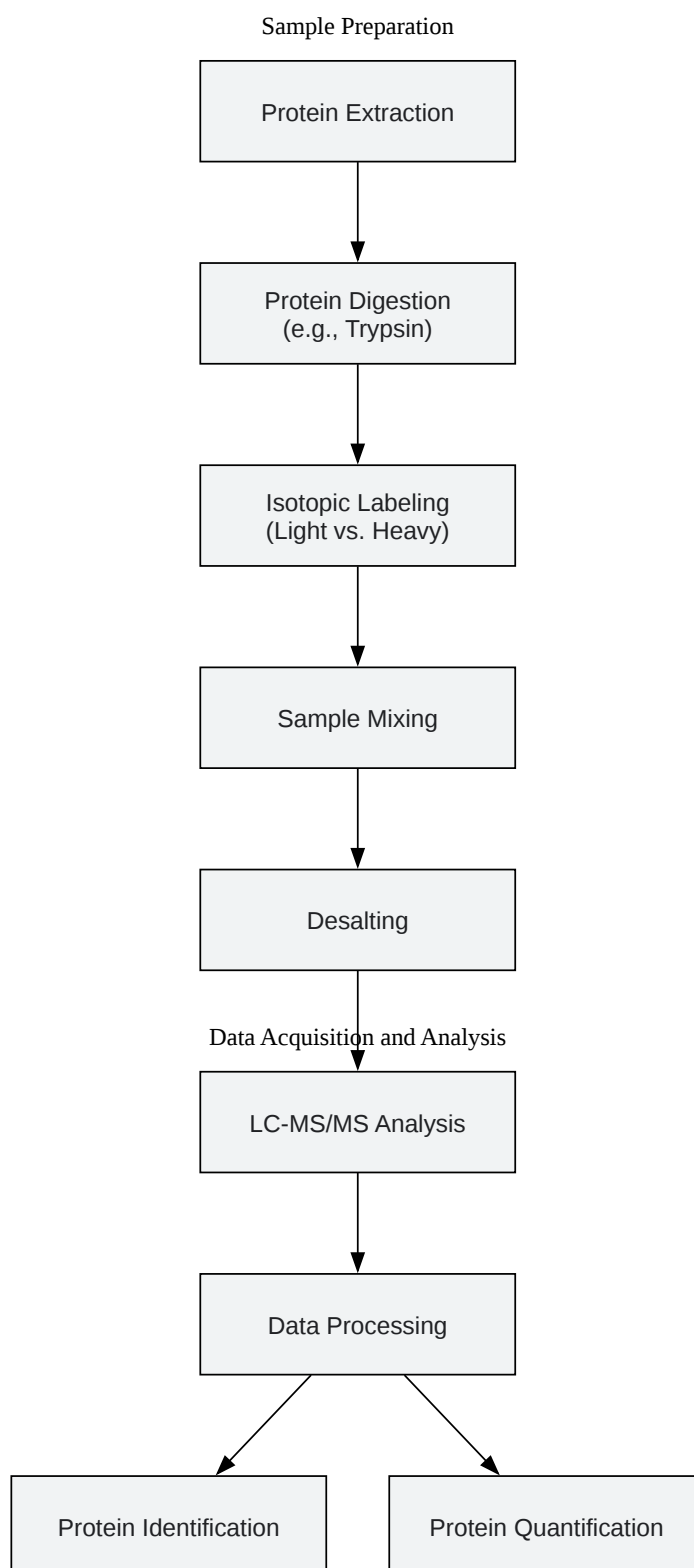 Sample Preparation
Protein Extraction
Protein Digestion
(e.g., Trypsin)
Isotopic Labeling
(Light vs. Heavy)
Sample Mixing
Desalting
Data Acquisition and Analysis
LC-MS/MS Analysis
Data Processing
Protein Identification
Protein Quantification